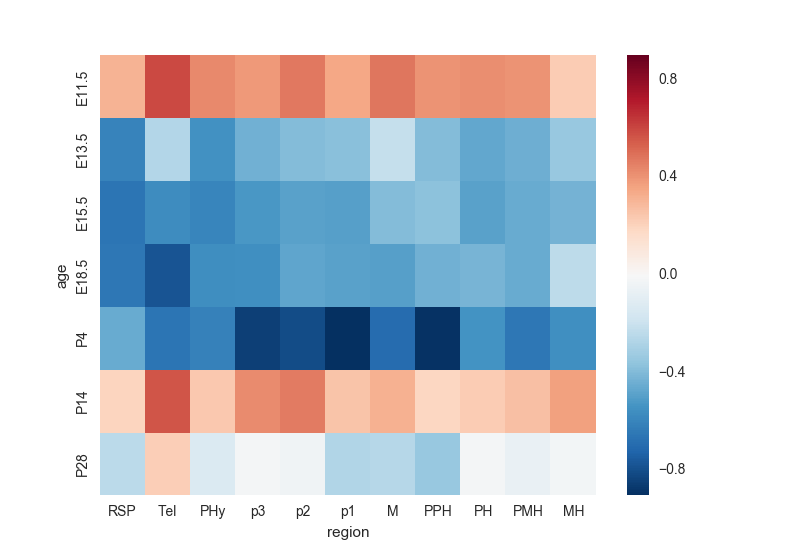 E11.5
E13.5
E15.5
E18.5
P4
P14
P28
age
RSP Tel PHy p3 p2 p1 M PPH PH PMH MH
region
0.8
0.4
0.0
−0.4
−0.8